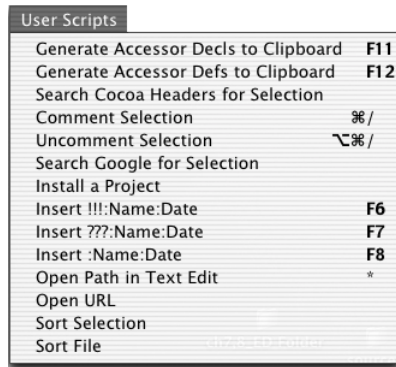 User Scripts
Generate Accessor Decls to Clipboard F11
Generate Accessor Defs to Clipboard F12
Search Cocoa Headers for Selection
Comment Selection ⌘/
Uncomment Selection ⌥⌘/
Search Google for Selection
Install a Project
Insert !!!:Name:Date F6
Insert ???:Name:Date F7
Insert :Name:Date F8
Open Path in Text Edit *
Open URL
Sort Selection
Sort File